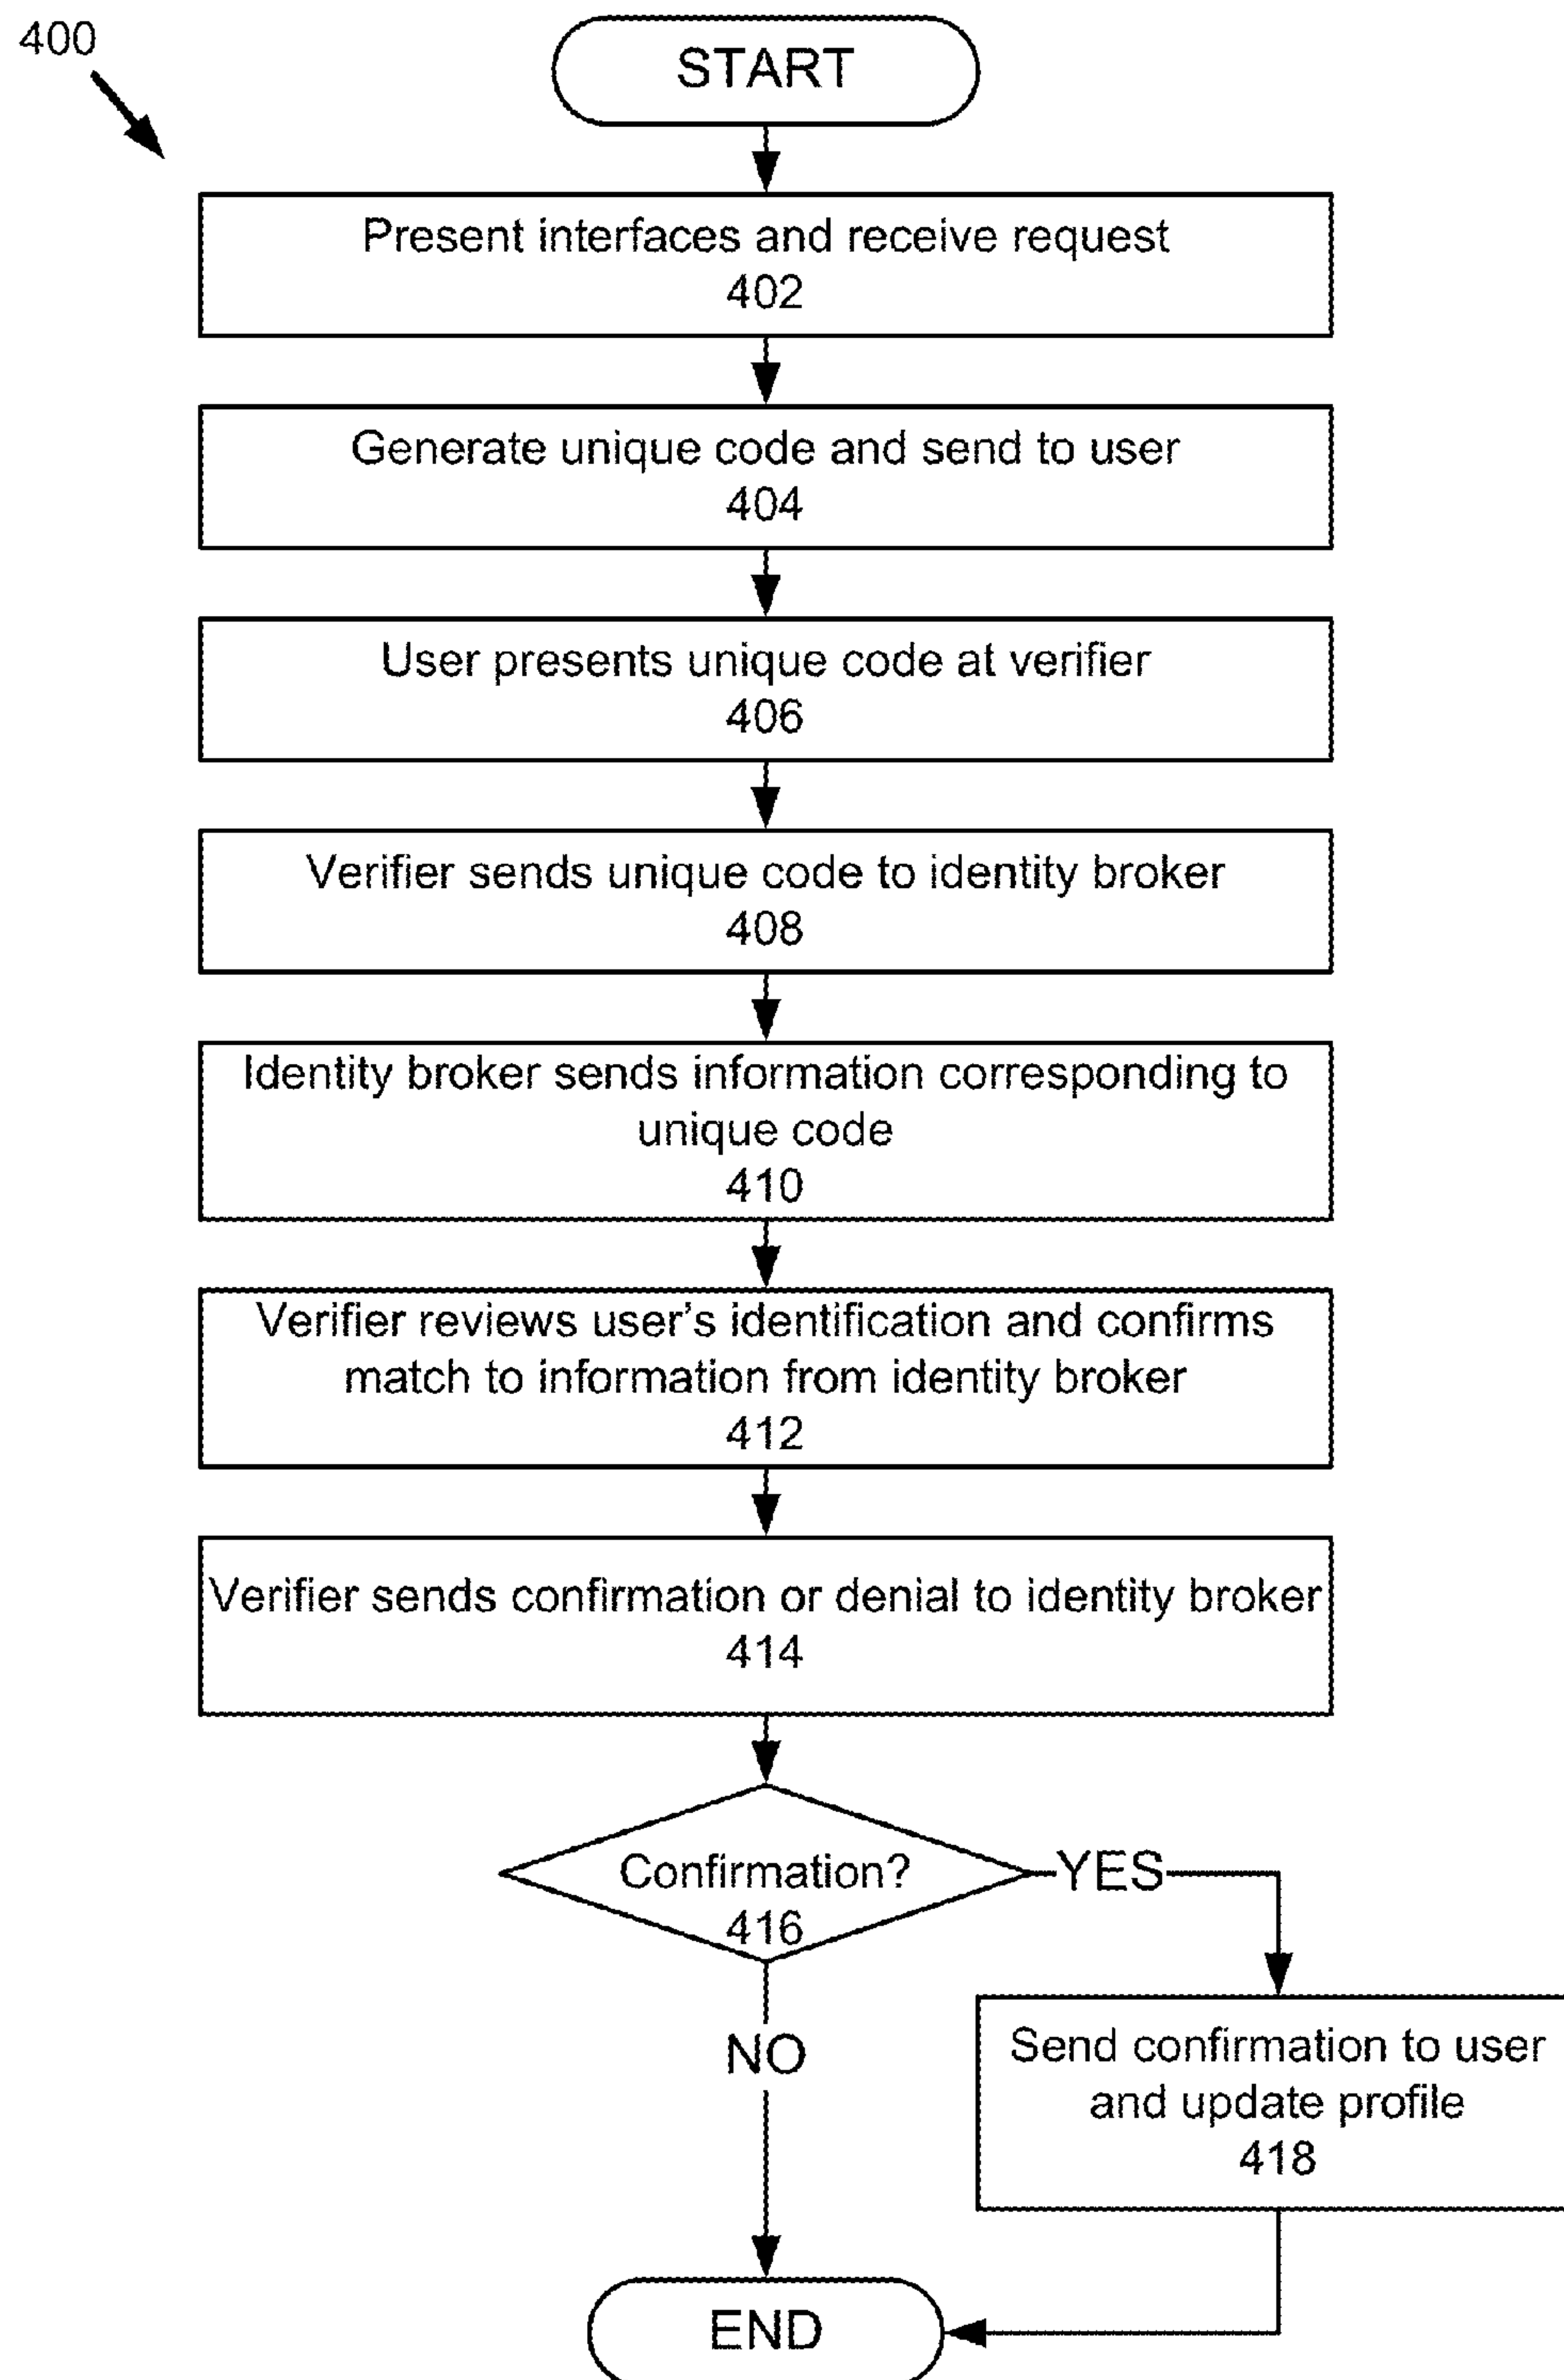 400
START
Present interfaces and receive request
402
Generate unique code and send to user
404
User presents unique code at verifier
406
Verifier sends unique code to identity broker
408
Identity broker sends information corresponding to
unique code
410
Verifier reviews user's identification and confirms
match to information from identity broker
412
Verifier sends confirmation or denial to identity broker
414
Confirmation?
416
YES
NO
Send confirmation to user
and update profile
418
END